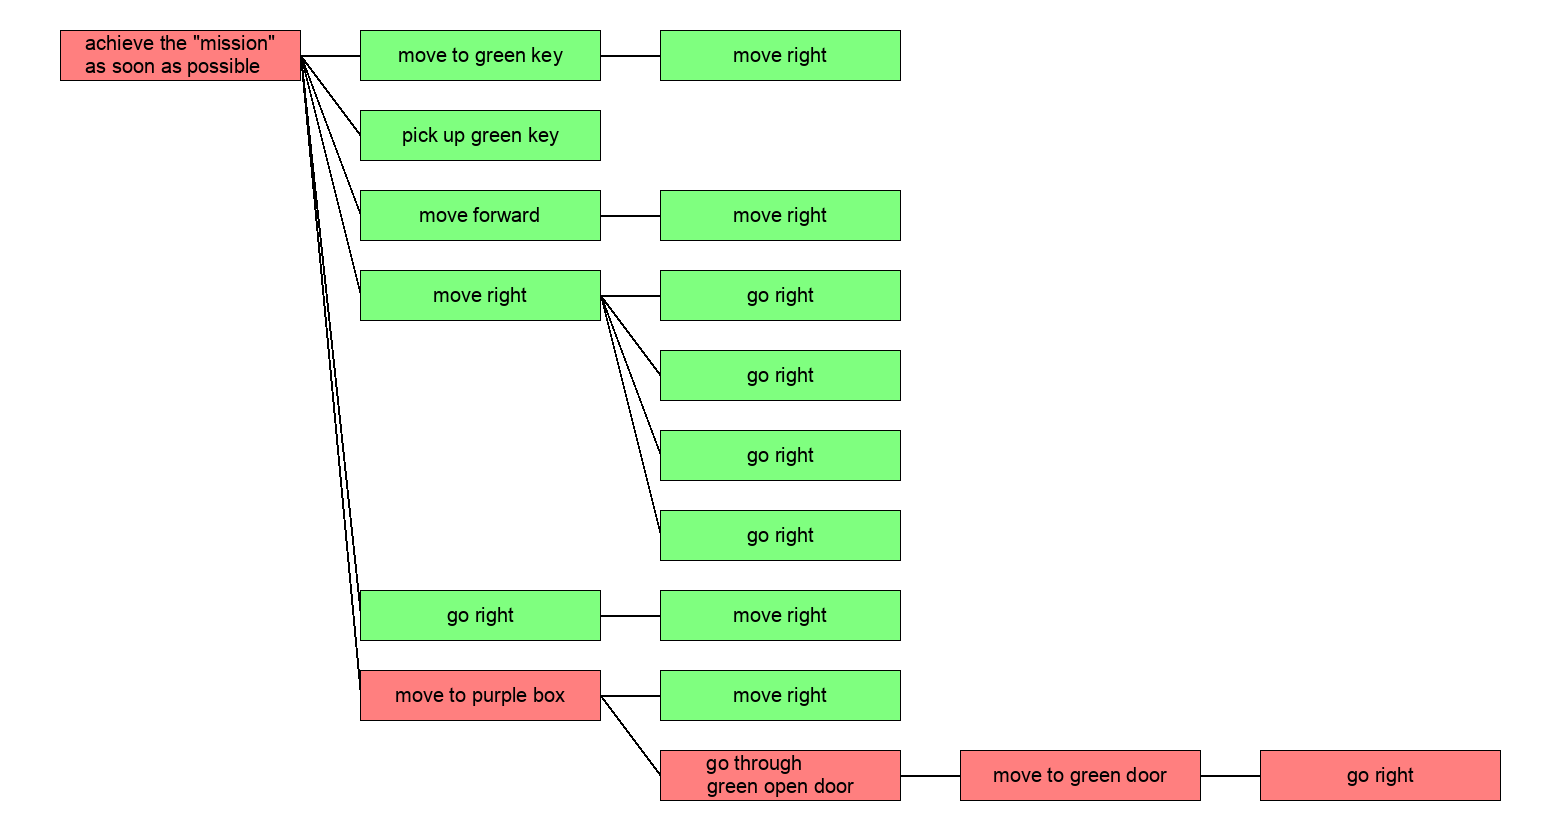 achieve the "mission"
as soon as possible
move to green key
move right
pick up green key
move forward
move right
move right
go right
go right
go right
go right
go right
move right
move to purple box
move right
go through
green open door
move to green door
go right